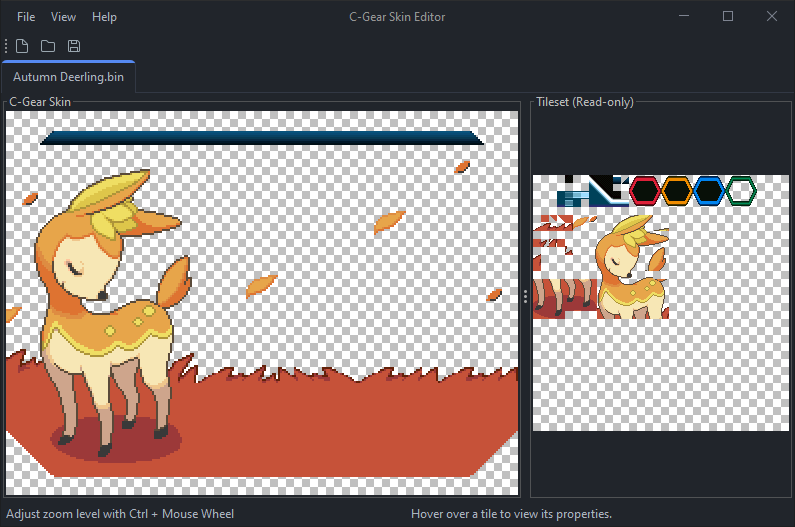 File View Help
C-Gear Skin Editor
Autumn Deerling.bin
C-Gear Skin
Tileset (Read-only)
Adjust zoom level with Ctrl + Mouse Wheel
Hover over a tile to view its properties.